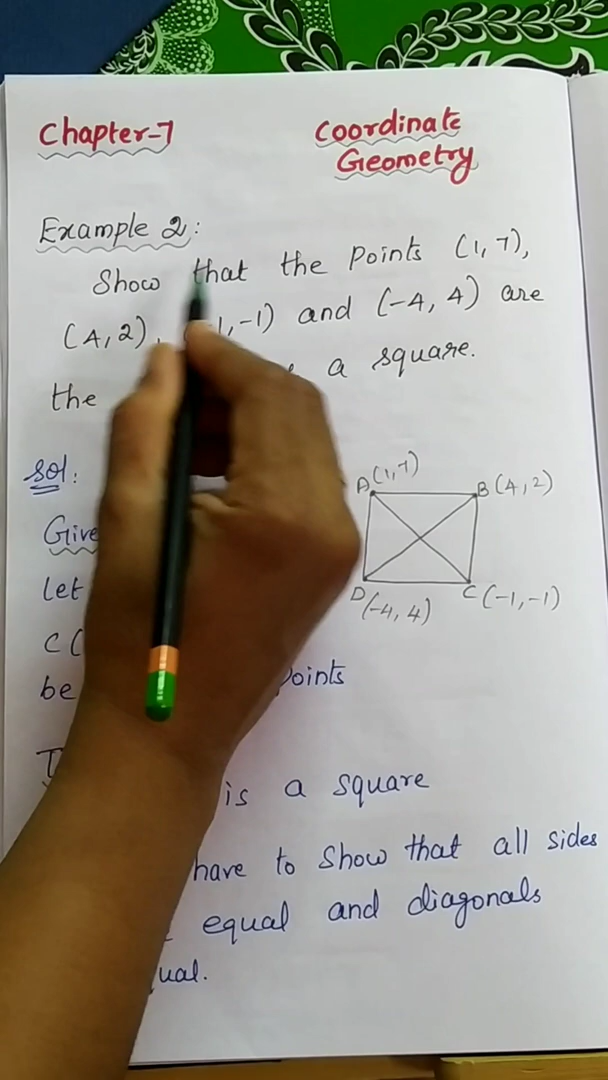 Chapter-7
Coordinate
Geometry
Example 2:
Show that the points (1,7),
(4,2), 1,-1) and (-4,4) are
the a square.
Sol:
Give
let
C(
be points
is a square
have to show that all sides
equal and diagonals
A(1,7)
B(4,2)
D(-4,4)
C(-1,-1)